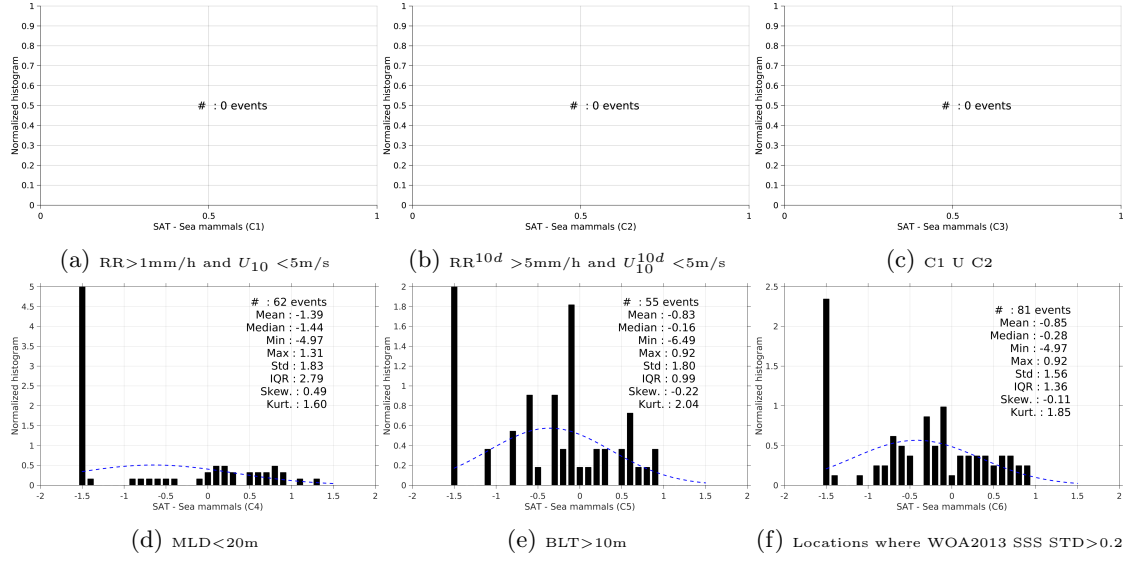 1
0.9
0.8
0.7
0.6
0.5
0.4
0.3
0.2
0.1
0
Normalized histogram
# : 0 events
0 0.5 1
SAT - Sea mammals (C1)
(a) RR>1mm/h and U10 <5m/s
1
0.9
0.8
0.7
0.6
0.5
0.4
0.3
0.2
0.1
0
Normalized histogram
# : 0 events
0 0.5 1
SAT - Sea mammals (C2)
(b) RR^10d >5mm/h and U10^10d <5m/s
1
0.9
0.8
0.7
0.6
0.5
0.4
0.3
0.2
0.1
0
Normalized histogram
# : 0 events
0 0.5 1
SAT - Sea mammals (C3)
(c) C1 U C2
5
4.5
4
3.5
3
2.5
2
1.5
1
0.5
0
Normalized histogram
# : 62 events
Mean : -1.39
Median : -1.44
Min : -4.97
Max : 1.31
Std : 1.83
IQR : 2.79
Skew. : 0.49
Kurt. : 1.60
-2 -1.5 -1 -0.5 0 0.5 1 1.5 2
SAT - Sea mammals (C4)
(d) MLD<20m
2
1.8
1.6
1.4
1.2
1
0.8
0.6
0.4
0.2
0
Normalized histogram
# : 55 events
Mean : -0.83
Median : -0.16
Min : -6.49
Max : 0.92
Std : 1.80
IQR : 0.99
Skew. : -0.22
Kurt. : 2.04
-2 -1.5 -1 -0.5 0 0.5 1 1.5 2
SAT - Sea mammals (C5)
(e) BLT>10m
2.5
2
1.5
1
0.5
0
Normalized histogram
# : 81 events
Mean : -0.85
Median : -0.28
Min : -4.97
Max : 0.92
Std : 1.56
IQR : 1.36
Skew. : -0.11
Kurt. : 1.85
-2 -1.5 -1 -0.5 0 0.5 1 1.5 2
SAT - Sea mammals (C6)
(f) Locations where WOA2013 SSS STD>0.2